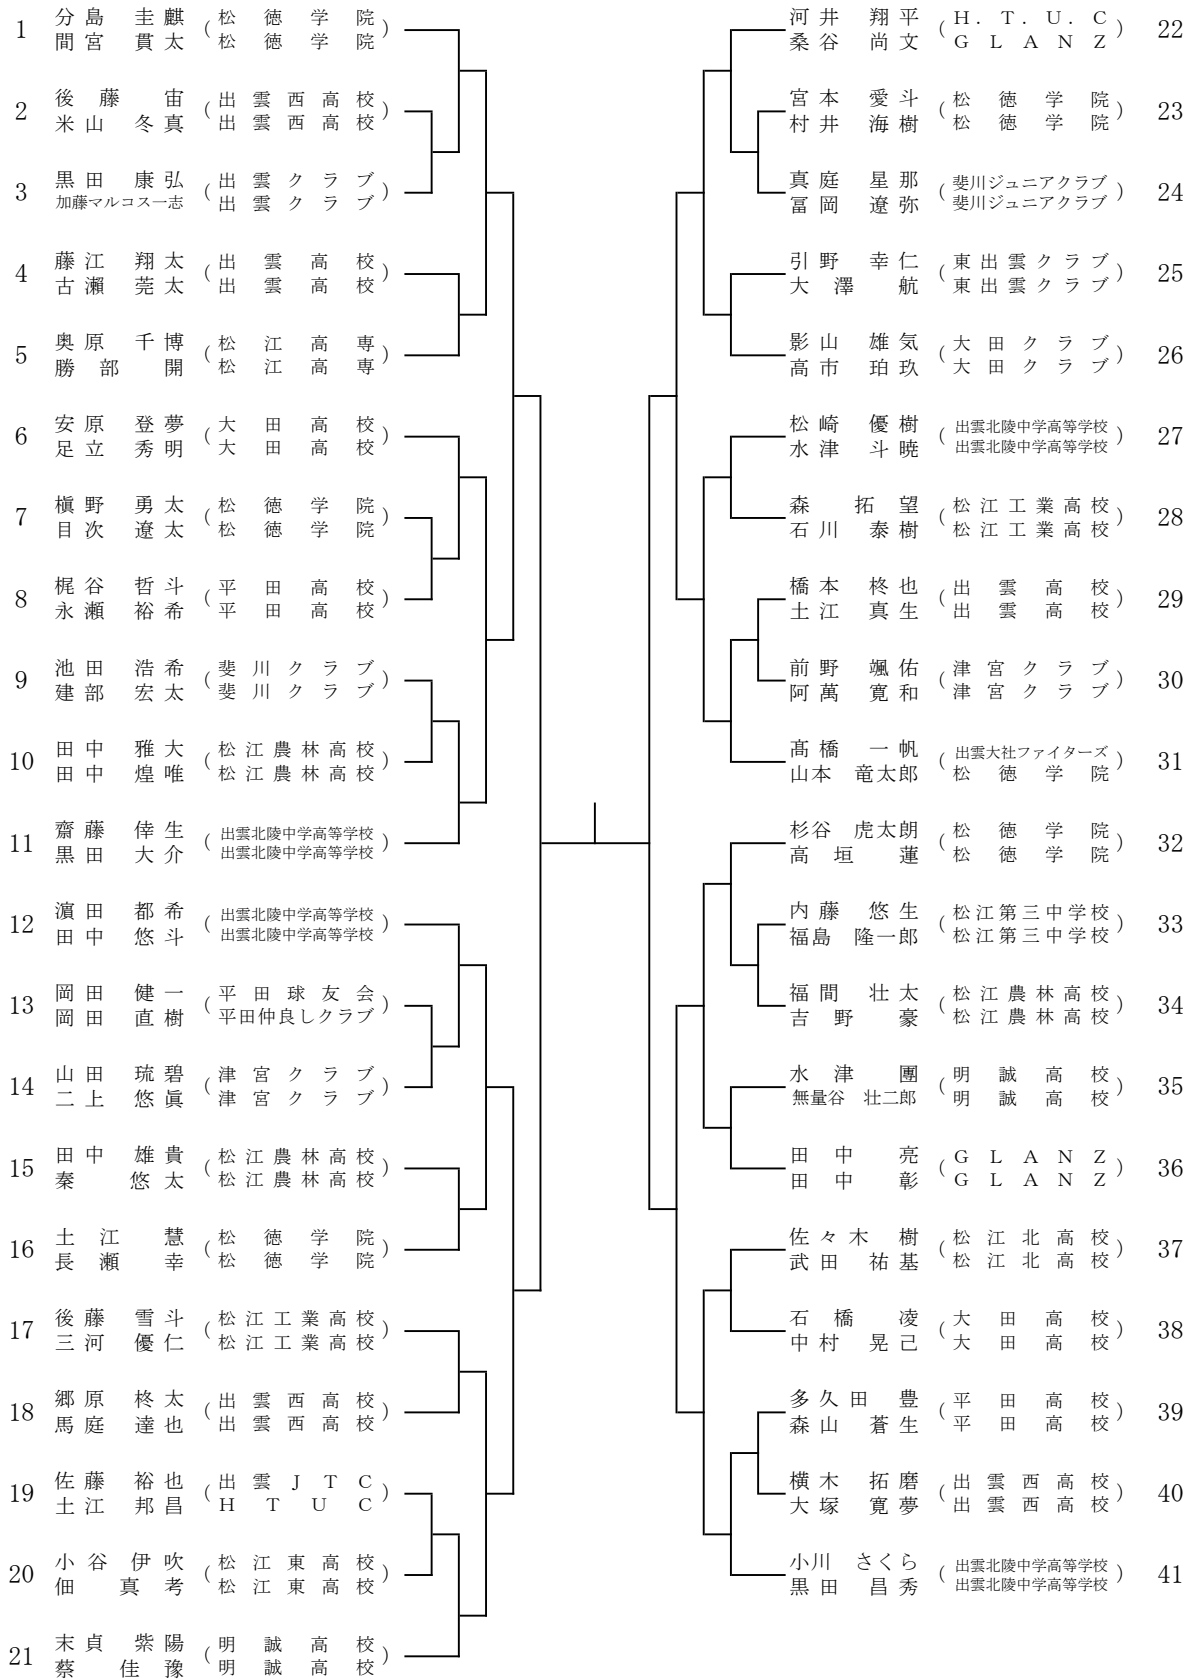 1 分島 圭麒 (松徳学院)
間宮 貫太 (松徳学院)
2 後藤 宙 (出雲西高校)
米山 冬真 (出雲西高校)
3 黒田 康弘 (出雲クラブ)
加藤マルコス一志 (出雲クラブ)
4 藤江 翔太 (出雲高校)
古瀬 莞太 (出雲高校)
5 奥原 千博 (松江高専)
勝部 開 (松江高専)
6 安原 登夢 (大田高校)
足立 秀明 (大田高校)
7 槇野 勇太 (松徳学院)
目次 遼太 (松徳学院)
8 梶谷 哲斗 (平田高校)
永瀬 裕希 (平田高校)
9 池田 浩希 (斐川クラブ)
建部 宏太 (斐川クラブ)
10 田中 雅大 (松江農林高校)
田中 煌唯 (松江農林高校)
11 齋藤 倖生 (出雲北陵中学高等学校)
黒田 大介 (出雲北陵中学高等学校)
12 濵田 都希 (出雲北陵中学高等学校)
田中 悠斗 (出雲北陵中学高等学校)
13 岡田 健一 (平田球友会)
岡田 直樹 (平田仲良しクラブ)
14 山田 琉碧 (津宮クラブ)
二上 悠眞 (津宮クラブ)
15 田中 雄貴 (松江農林高校)
秦 悠太 (松江農林高校)
16 土江 慧 (松徳学院)
長瀬 幸 (松徳学院)
17 後藤 雪斗 (松江工業高校)
三河 優仁 (松江工業高校)
18 郷原 柊太 (出雲西高校)
馬庭 達也 (出雲西高校)
19 佐藤 裕也 (出雲JTC)
土江 邦昌 (HTUC)
20 小谷 伊吹 (松江東高校)
佃 真考 (松江東高校)
21 末貞 紫陽 (明誠高校)
蔡 佳豫 (明誠高校)
河井 翔平 (H.T.U.C) 22
桑谷 尚文 (GLANZ)
宮本 愛斗 (松徳学院) 23
村井 海樹 (松徳学院)
真庭 星那 (斐川ジュニアクラブ) 24
冨岡 遼弥 (斐川ジュニアクラブ)
引野 幸仁 (東出雲クラブ) 25
大澤 航 (東出雲クラブ)
影山 雄気 (大田クラブ) 26
高市 珀玖 (大田クラブ)
松崎 優樹 (出雲北陵中学高等学校) 27
水津 斗暁 (出雲北陵中学高等学校)
森 拓望 (松江工業高校) 28
石川 泰樹 (松江工業高校)
橋本 柊也 (出雲高校) 29
土江 真生 (出雲高校)
前野 颯佑 (津宮クラブ) 30
阿萬 寛和 (津宮クラブ)
髙橋 一帆 (出雲大社ファイターズ) 31
山本 竜太郎 (松徳学院)
杉谷 虎太朗 (松徳学院) 32
高垣 蓮 (松徳学院)
内藤 悠生 (松江第三中学校) 33
福島 隆一郎 (松江第三中学校)
福間 壮太 (松江農林高校) 34
吉野 豪 (松江農林高校)
水津 團 (明誠高校) 35
無量谷 壮二郎 (明誠高校)
田中 亮 (GLANZ) 36
田中 彰 (GLANZ)
佐々木 樹 (松江北高校) 37
武田 祐基 (松江北高校)
石橋 凌 (大田高校) 38
中村 晃己 (大田高校)
多久田 豊 (平田高校) 39
森山 蒼生 (平田高校)
横木 拓磨 (出雲西高校) 40
大塚 寛夢 (出雲西高校)
小川 さくら (出雲北陵中学高等学校) 41
黒田 昌秀 (出雲北陵中学高等学校)